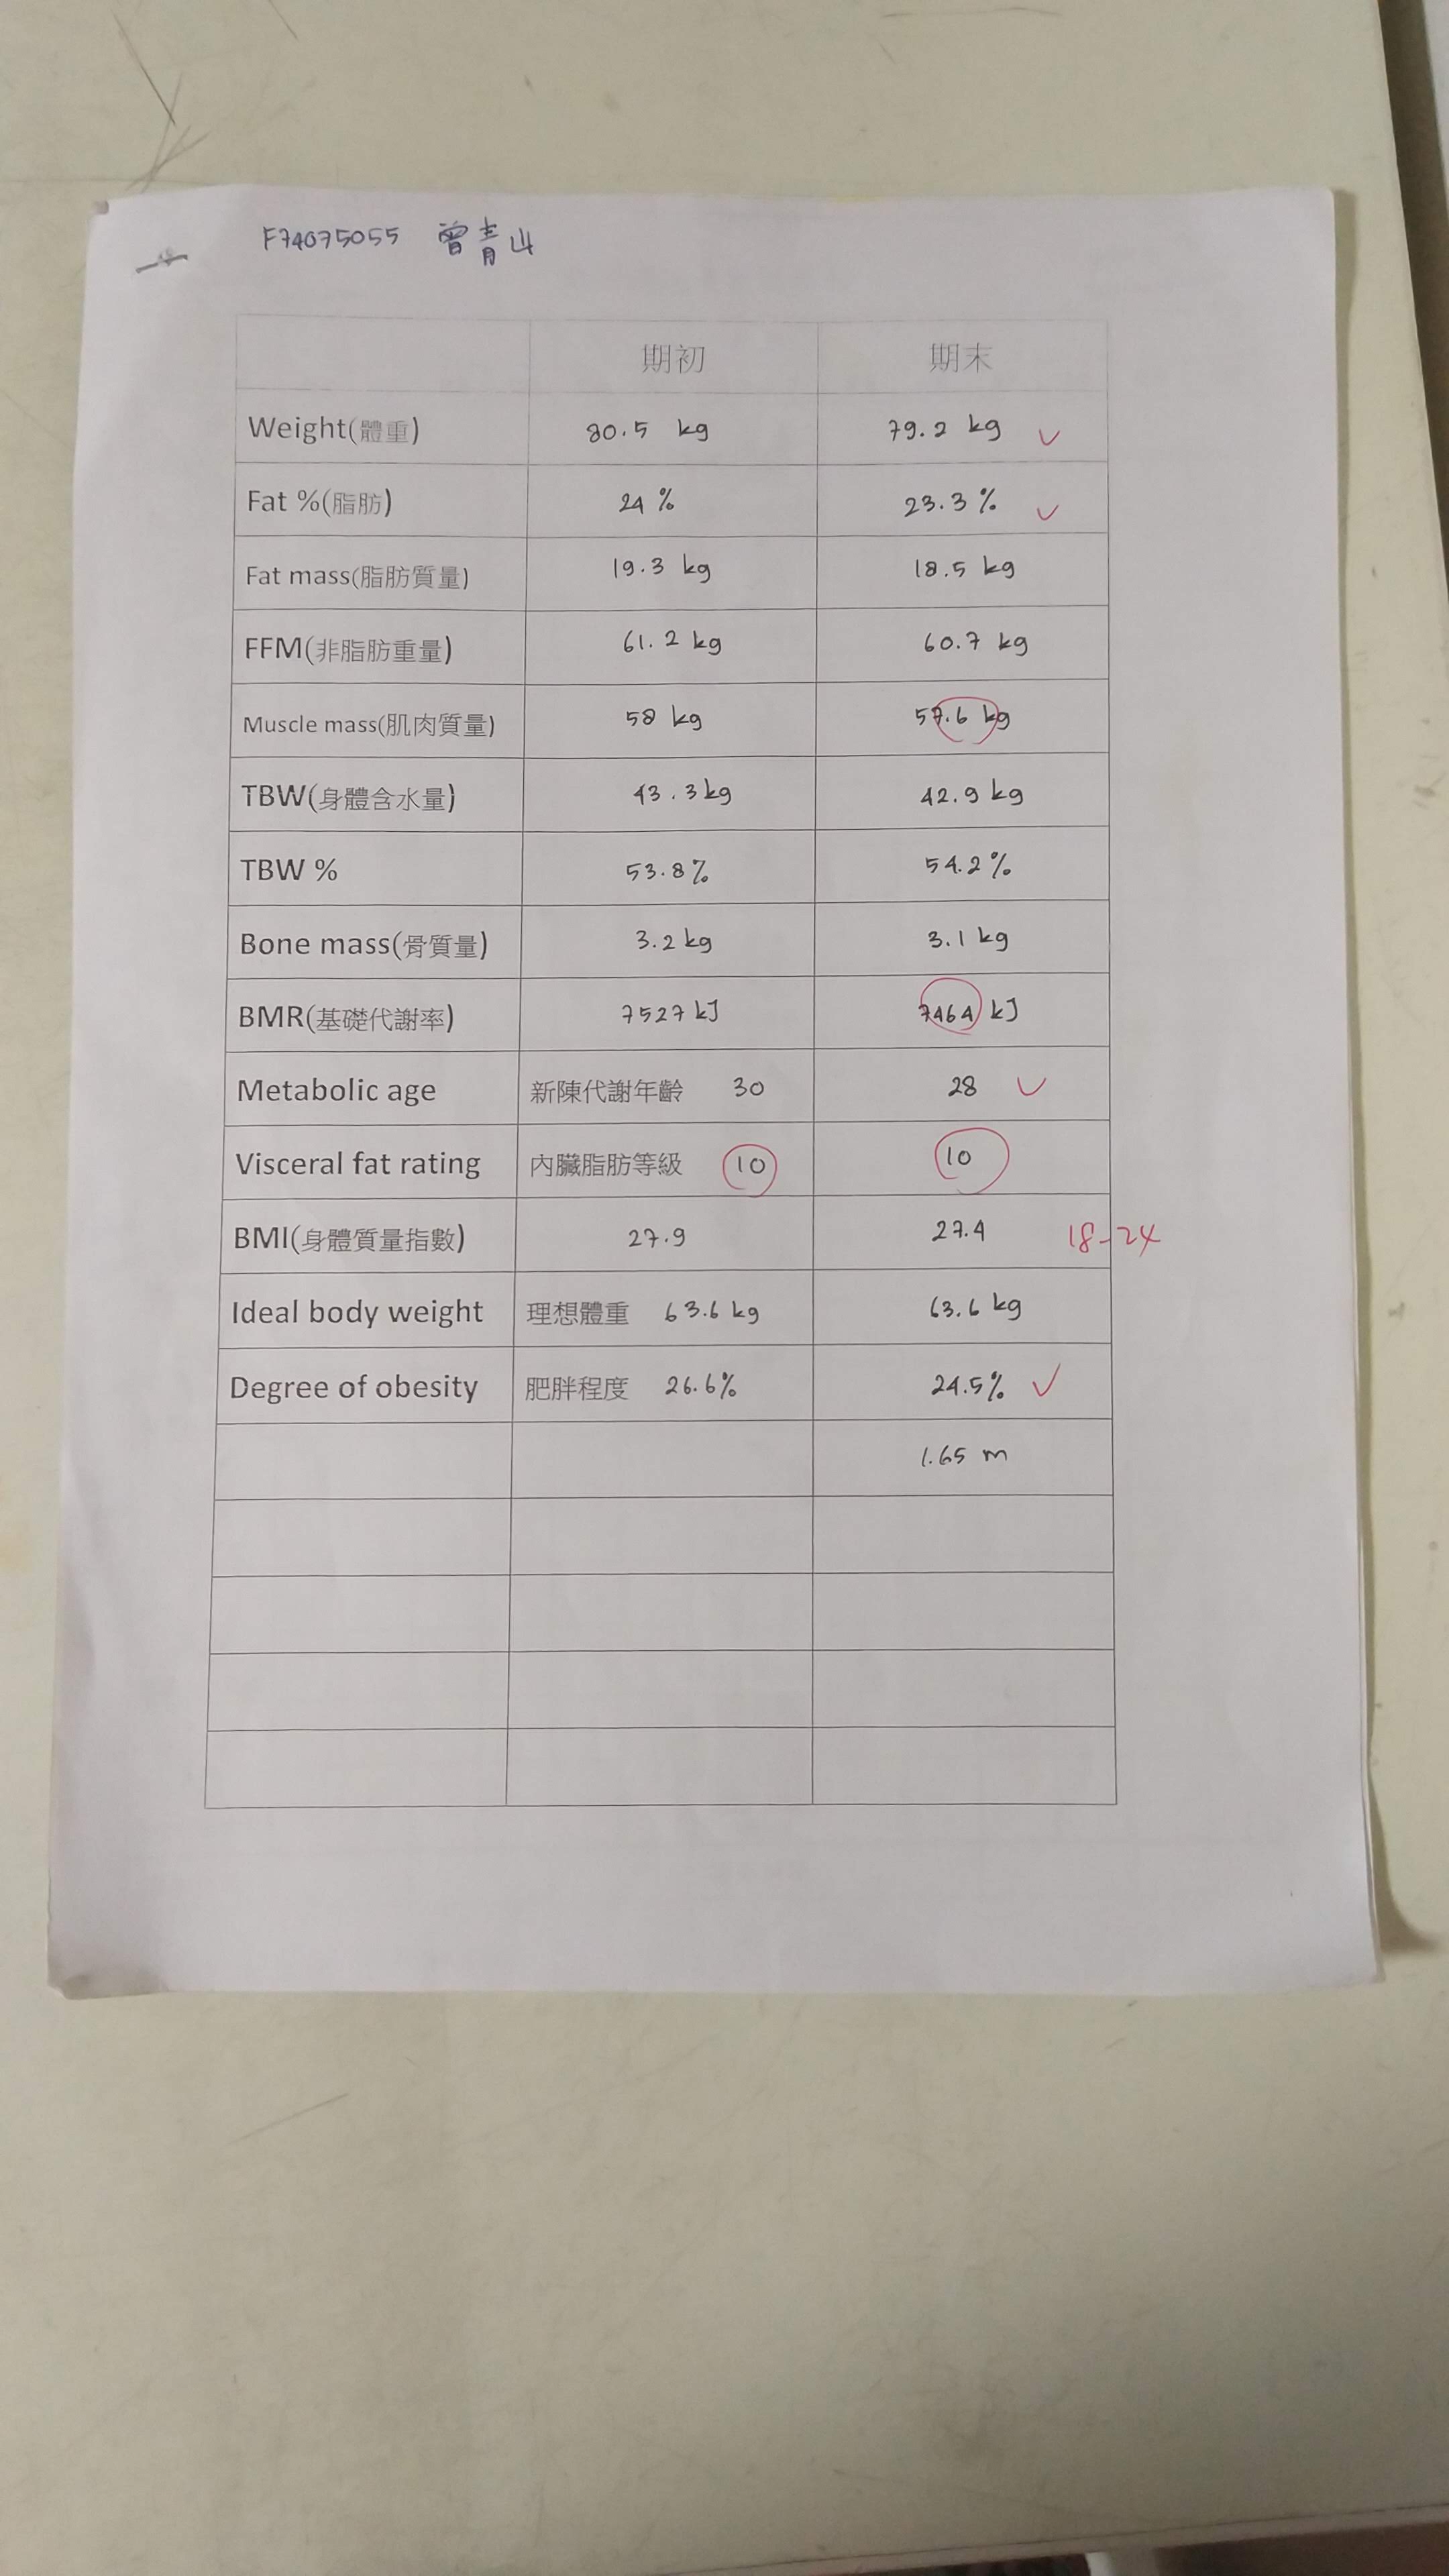 F74075055 曾青山
期初 期末
Weight(體重) 80.5 kg 79.2 kg ✓
Fat %(脂肪) 24 % 23.3 % ✓
Fat mass(脂肪質量) 19.3 kg 18.5 kg
FFM(非脂肪重量) 61.2 kg 60.7 kg
Muscle mass(肌肉質量) 58 kg 57.6 kg
TBW(身體含水量) 43.3 kg 42.9 kg
TBW % 53.8% 54.2%
Bone mass(骨質量) 3.2 kg 3.1 kg
BMR(基礎代謝率) 7527 kJ 7464 kJ
Metabolic age 新陳代謝年齡 30 28 ✓
Visceral fat rating 內臟脂肪等級 10 10
BMI(身體質量指數) 27.9 27.4 18-24
Ideal body weight 理想體重 63.6 kg 63.6 kg
Degree of obesity 肥胖程度 26.6% 24.5% ✓
1.65 m